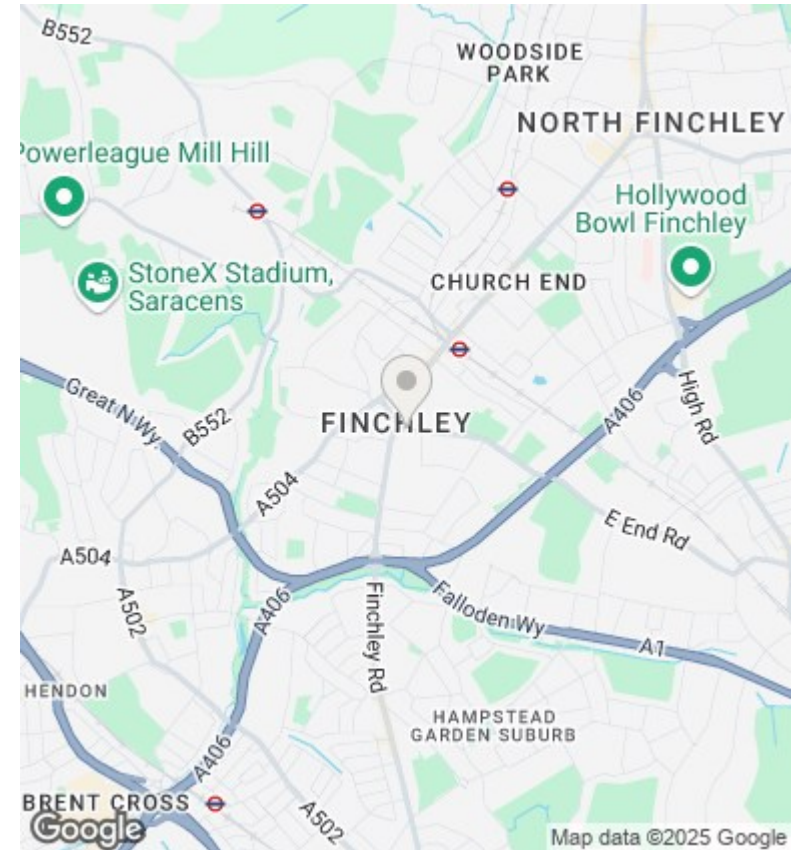 B552
WOODSIDE
PARK
NORTH FINCHLEY
Powerleague Mill Hill
Hollywood
Bowl Finchley
StoneX Stadium,
Saracens
CHURCH END
Great N Wy
B552
FINCHLEY
A406
High Rd
A504
E End Rd
A504
A502
A406
Finchley Rd
Falloden Wy
A1
HENDON
HAMPSTEAD
GARDEN SUBURB
A406
BRENT CROSS
A502
Google
Map data ©2025 Google